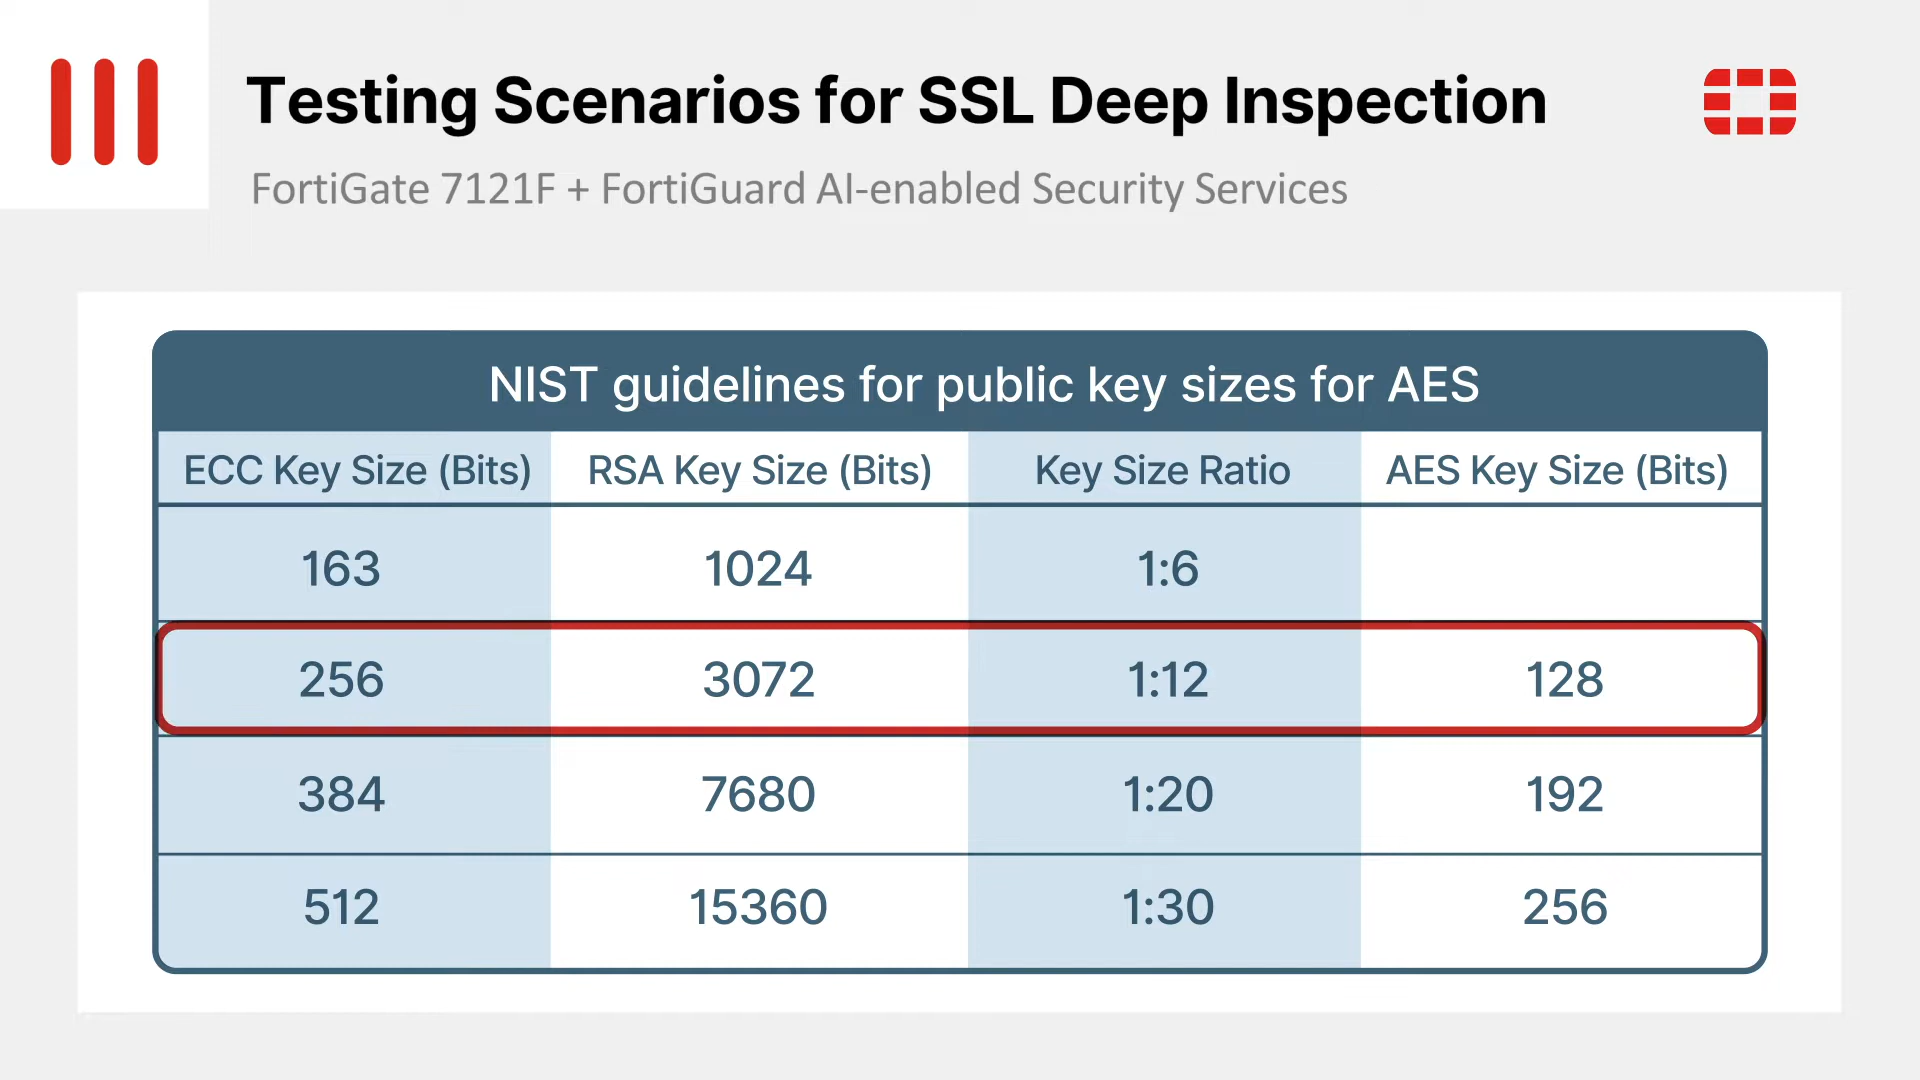 Testing Scenarios for SSL Deep Inspection
FortiGate 7121F + FortiGuard AI-enabled Security Services
NIST guidelines for public key sizes for AES
ECC Key Size (Bits) RSA Key Size (Bits) Key Size Ratio AES Key Size (Bits)
163 1024 1:6
256 3072 1:12 128
384 7680 1:20 192
512 15360 1:30 256